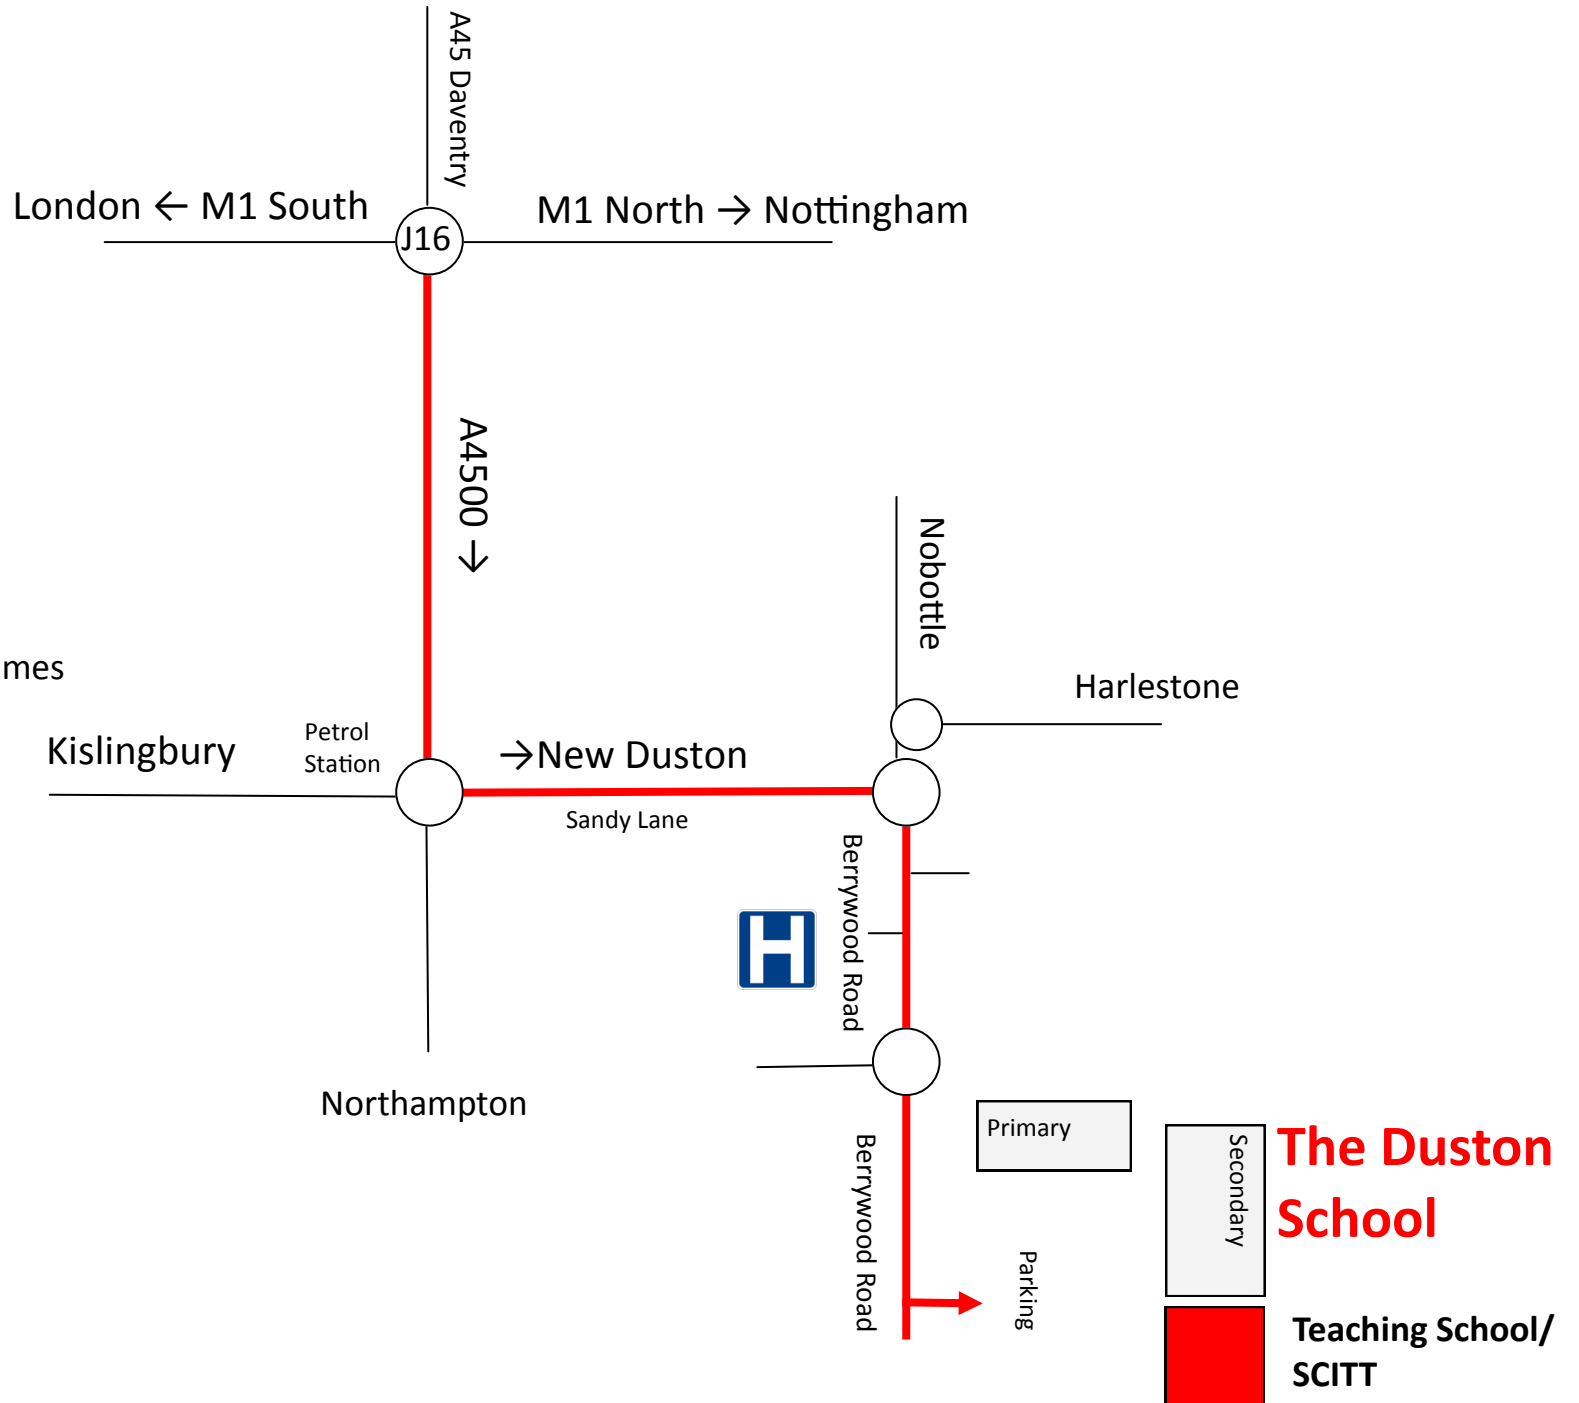 A45 Daventry
London ← M1 South
M1 North → Nottingham
J16
A4500 →
Nobottle
mes
Harlestone
Kislingbury
Petrol
Station
→New Duston
Sandy Lane
Berrywood Road
H
Northampton
Primary
Secondary
The Duston
School
Berrywood Road
Parking
Teaching School/
SCITT